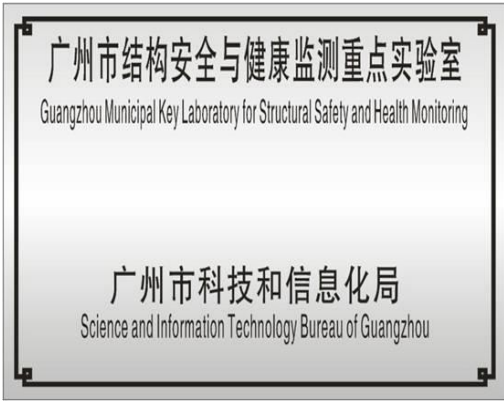 广州市结构安全与健康监测重点实验室
Guangzhou Municipal Key Laboratory for Structural Safety and Health Monitoring
广州市科技和信息化局
Science and Information Technology Bureau of Guangzhou